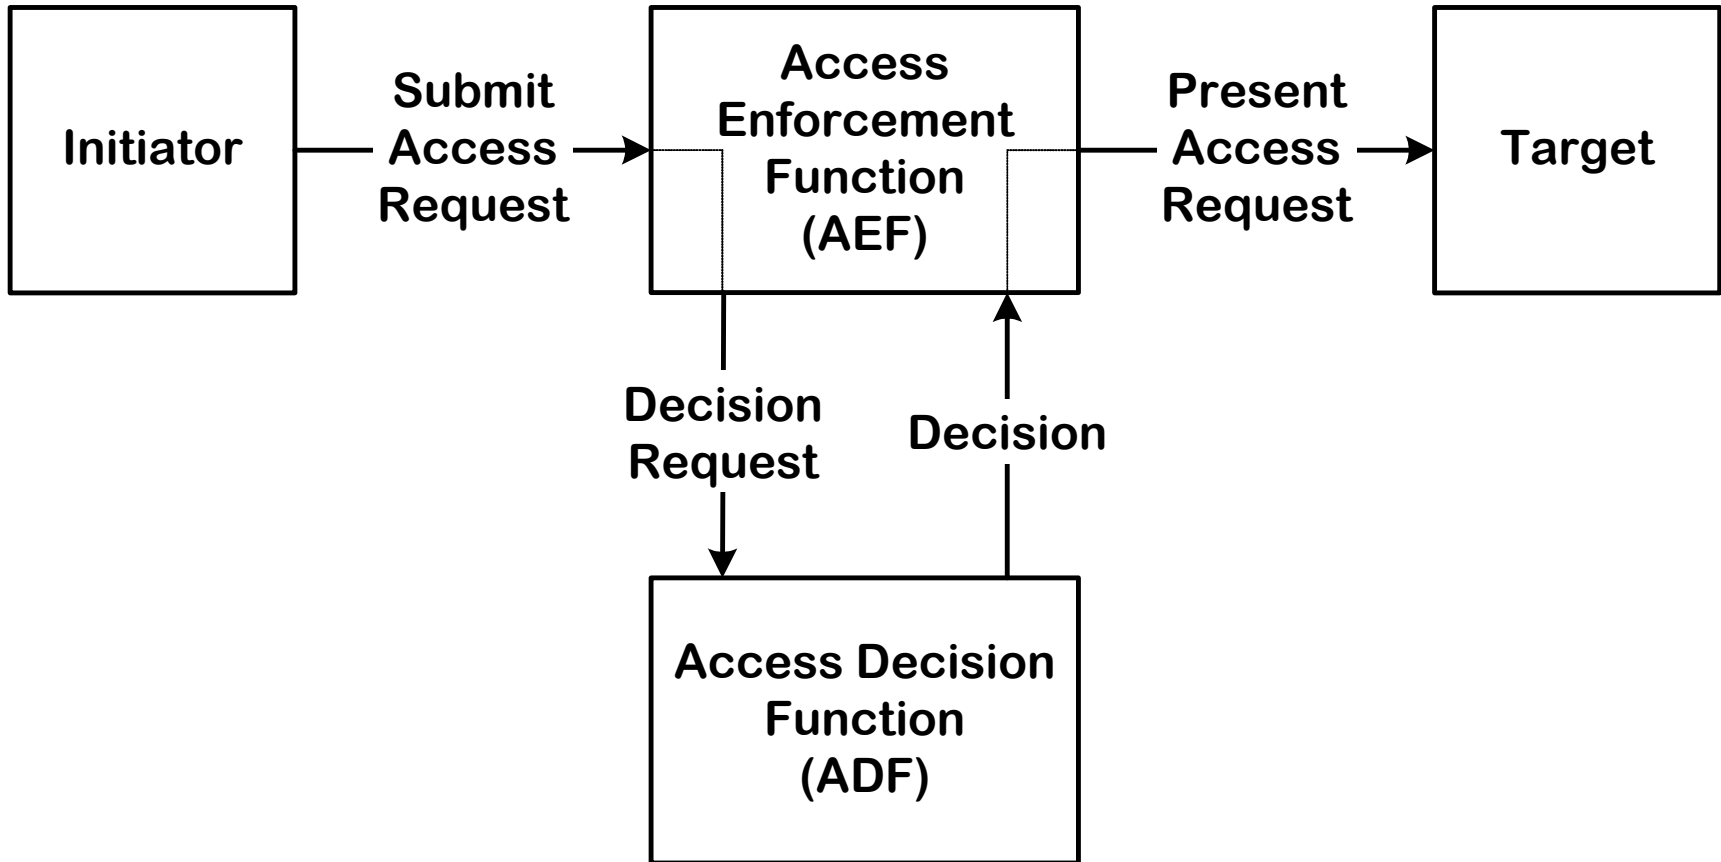 Initiator
Submit
Access
Request
Access
Enforcement
Function
(AEF)
Present
Access
Request
Target
Decision
Request
Decision
Access Decision
Function
(ADF)